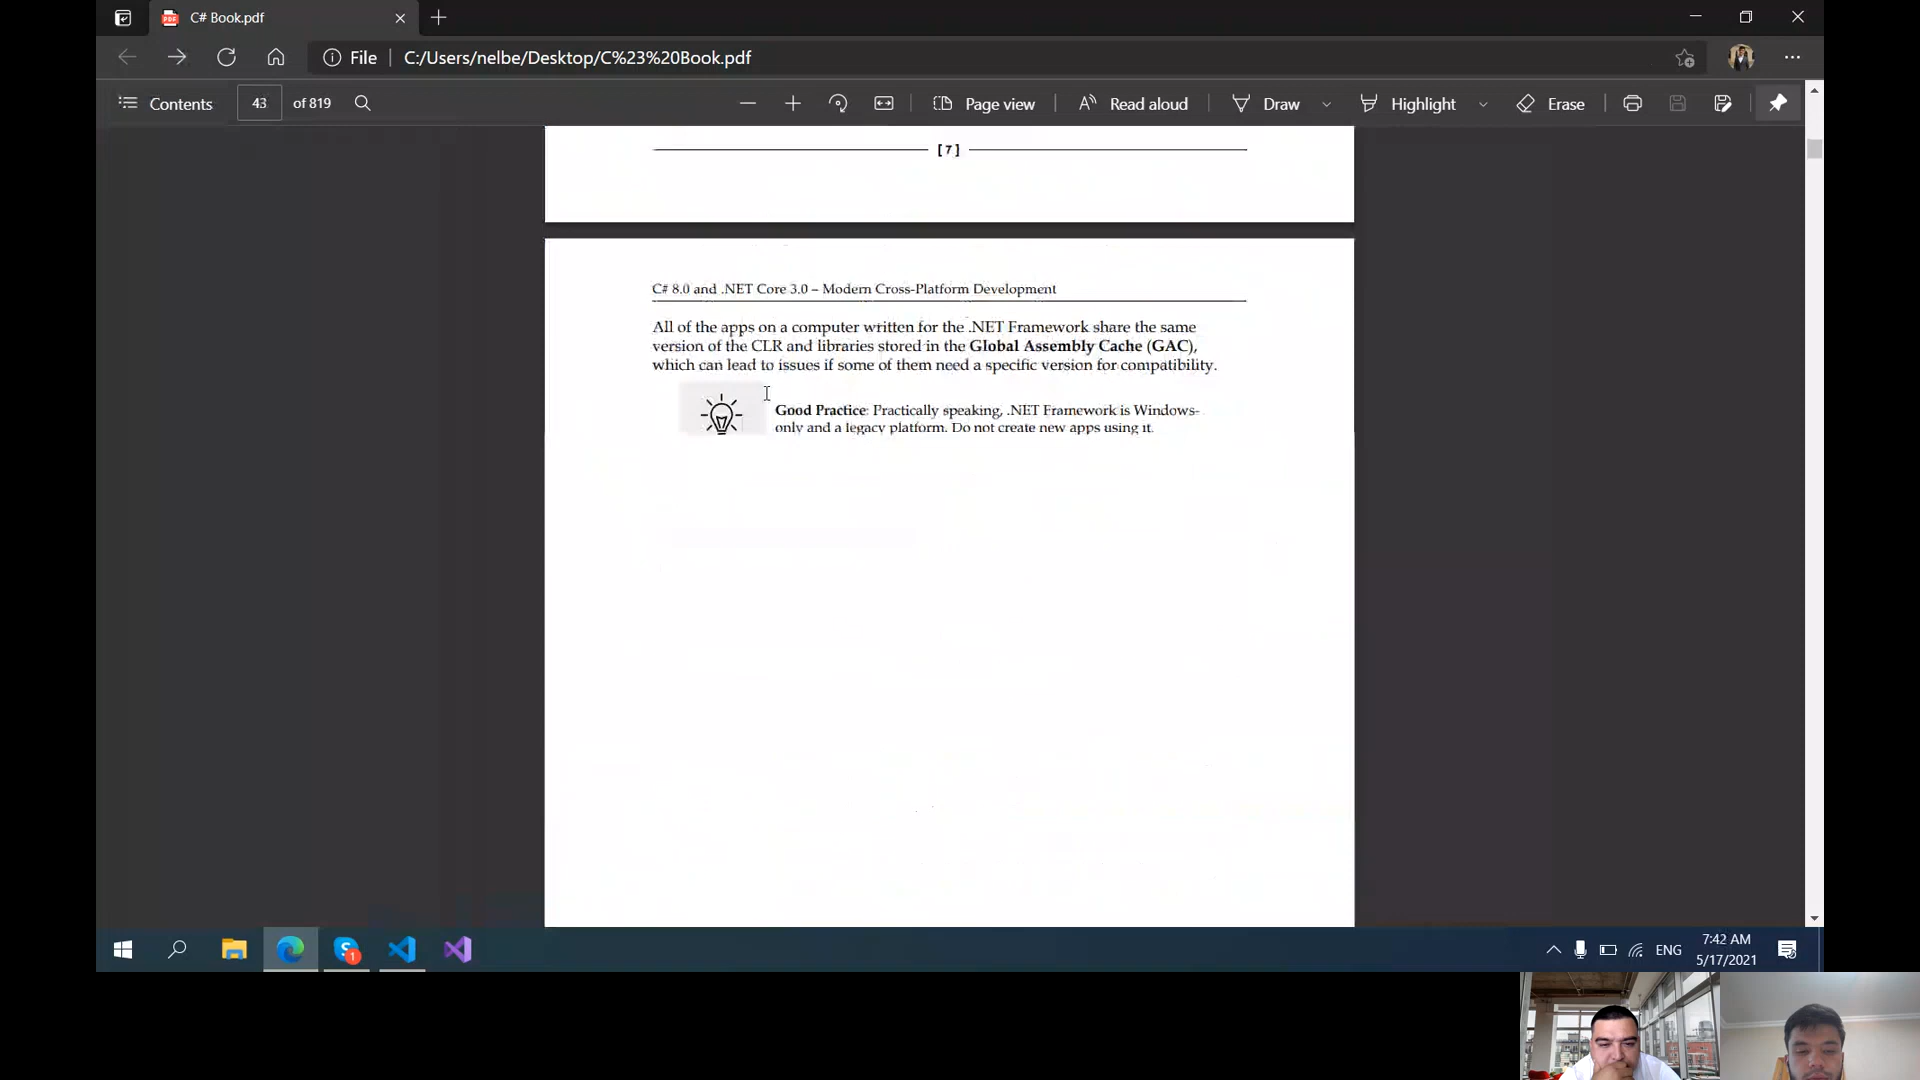 C# Book.pdf
File
C:/Users/nelbe/Desktop/C%23%20Book.pdf
Contents
43
of 819
Page view
Read aloud
Draw
Highlight
Erase
[ 7 ]
C# 8.0 and .NET Core 3.0 – Modern Cross-Platform Development
All of the apps on a computer written for the .NET Framework share the same
version of the CLR and libraries stored in the Global Assembly Cache (GAC),
which can lead to issues if some of them need a specific version for compatibility.
Good Practice: Practically speaking, .NET Framework is Windows-
only and a legacy platform. Do not create new apps using it.
1
ENG
7:42 AM
5/17/2021